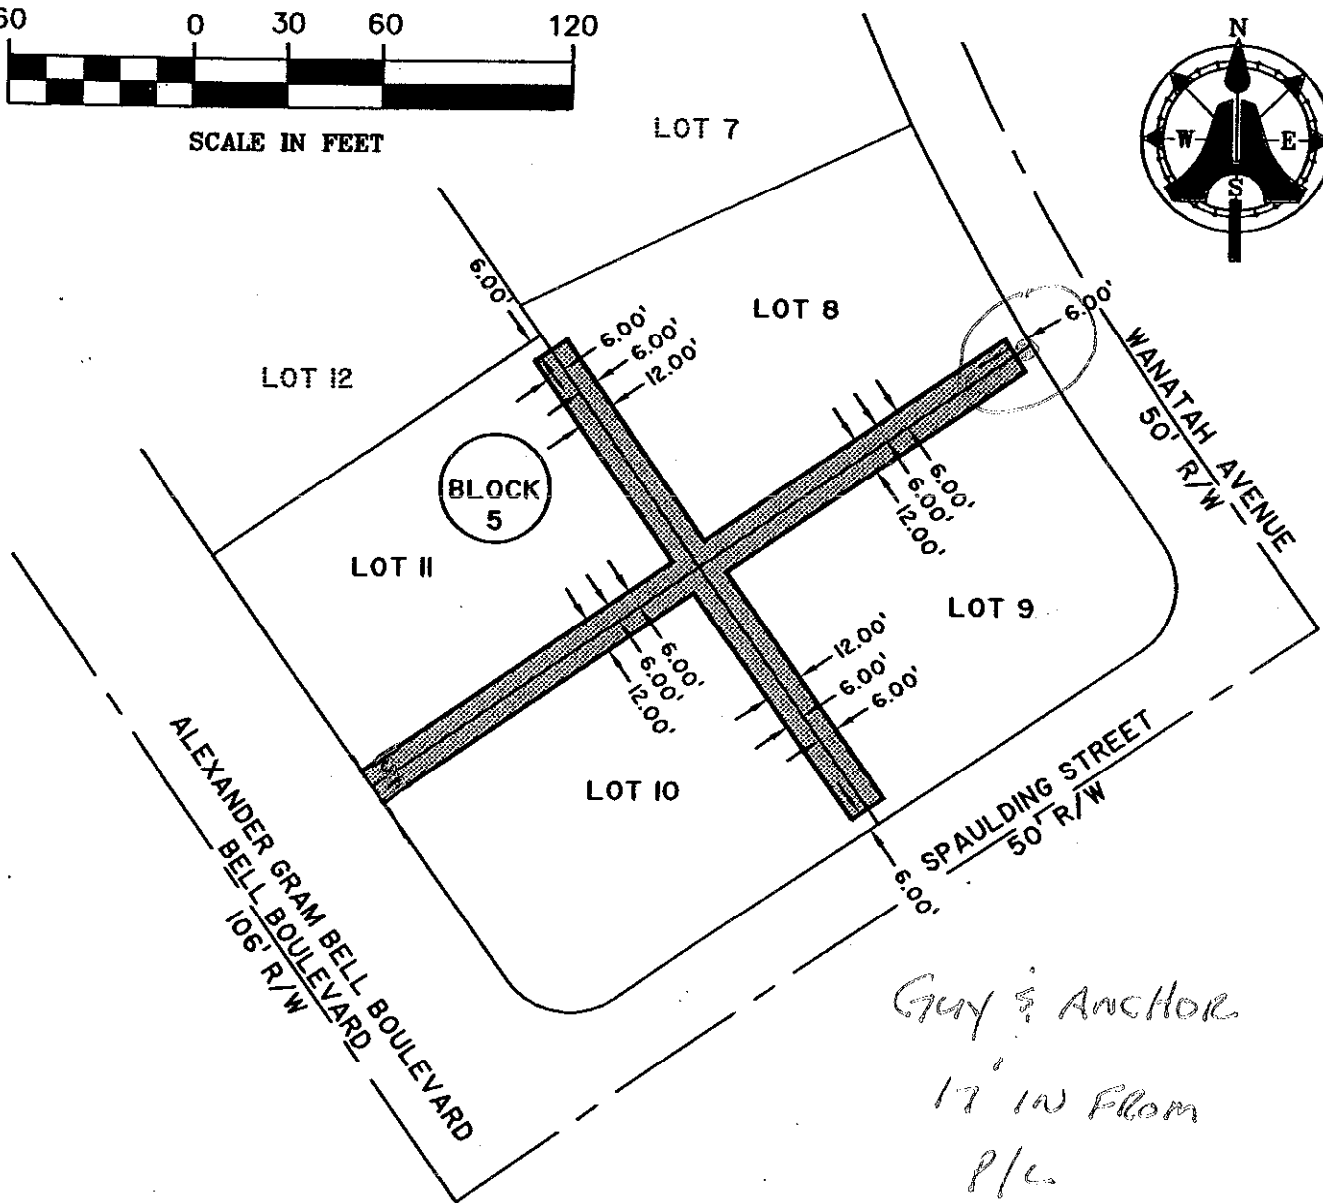 60 0 30 60 120
SCALE IN FEET
N
W E
S
LOT 7
LOT 8
LOT 12
6.00'
6.00'
6.00'
12.00'
6.00'
WANATAH AVENUE
50' R/W
BLOCK
5
LOT 11
6.00'
6.00'
12.00'
LOT 9
6.00'
6.00'
12.00'
12.00'
6.00'
6.00'
LOT 10
6.00'
SPAULDING STREET
50' R/W
ALEXANDER GRAM BELL BOULEVARD
BELL BOULEVARD
106' R/W
GUY & ANCHOR
17' IN FROM
P/L